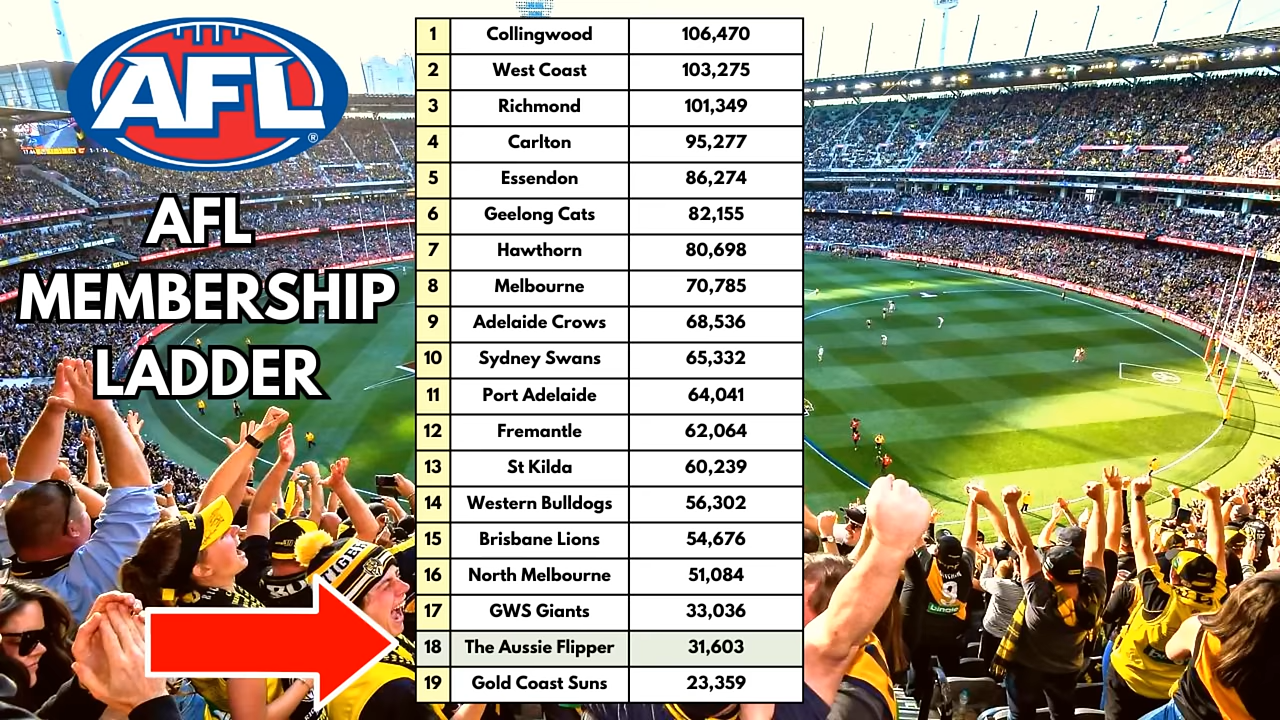 AFL
®
AFL
MEMBERSHIP
LADDER
1 Collingwood 106,470
2 West Coast 103,275
3 Richmond 101,349
4 Carlton 95,277
5 Essendon 86,274
6 Geelong Cats 82,155
7 Hawthorn 80,698
8 Melbourne 70,785
9 Adelaide Crows 68,536
10 Sydney Swans 65,332
11 Port Adelaide 64,041
12 Fremantle 62,064
13 St Kilda 60,239
14 Western Bulldogs 56,302
15 Brisbane Lions 54,676
16 North Melbourne 51,084
17 GWS Giants 33,036
18 The Aussie Flipper 31,603
19 Gold Coast Suns 23,359
TIGER
9
bingle